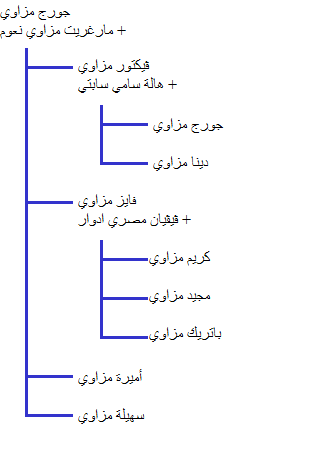 جورج مزاوي
+ مارغريت مزاوي نعوم
ڤيكتور مزاوي
+ هالة سامي سابتي
جورج مزاوي
دينا مزاوي
فايز مزاوي
+ ڤيڤيان مصري ادوار
كريم مزاوي
مجيد مزاوي
باتريك مزاوي
أميرة مزاوي
سهيلة مزاوي